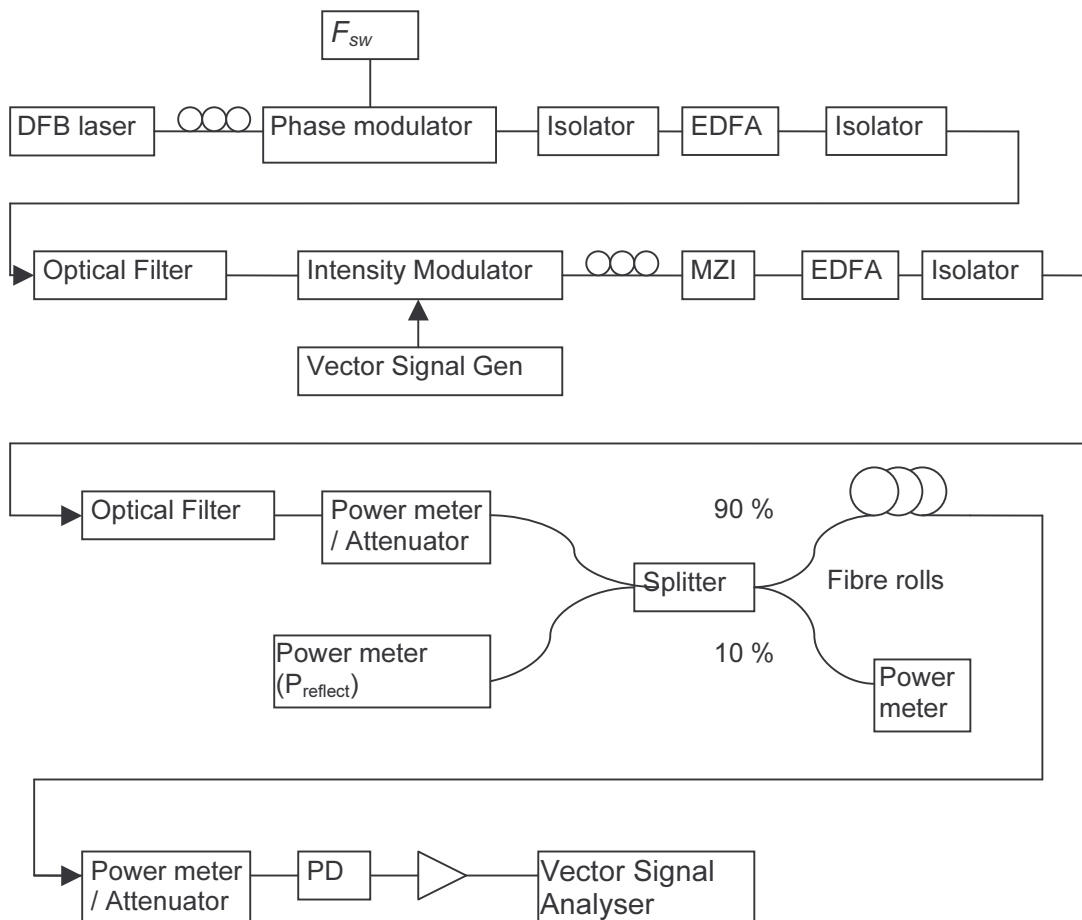 F_sw
DFB laser
Phase modulator
Isolator
EDFA
Isolator
Optical Filter
Intensity Modulator
MZI
EDFA
Isolator
Vector Signal Gen
Optical Filter
Power meter
/ Attenuator
90 %
Splitter
Fibre rolls
Power meter
(P_reflect)
10 %
Power
meter
Power meter
/ Attenuator
PD
Vector Signal
Analyser